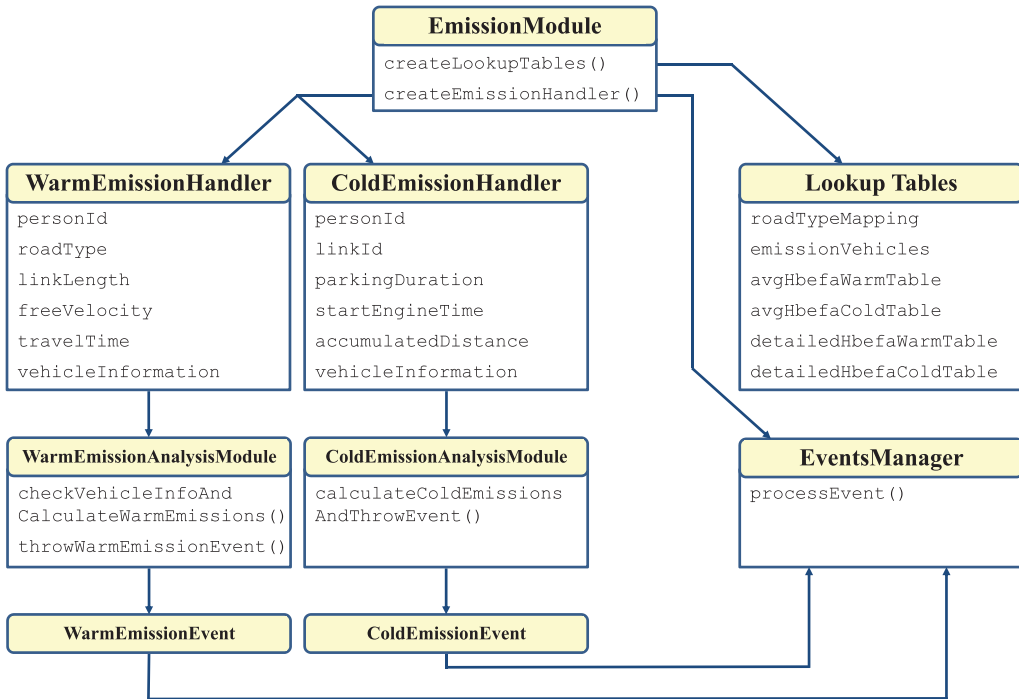 EmissionModule
createLookupTables()
createEmissionHandler()
WarmEmissionHandler
personId
roadType
linkLength
freeVelocity
travelTime
vehicleInformation
ColdEmissionHandler
personId
linkId
parkingDuration
startEngineTime
accumulatedDistance
vehicleInformation
Lookup Tables
roadTypeMapping
emissionVehicles
avgHbefaWarmTable
avgHbefaColdTable
detailedHbefaWarmTable
detailedHbefaColdTable
WarmEmissionAnalysisModule
checkVehicleInfoAnd
CalculateWarmEmissions()
throwWarmEmissionEvent()
ColdEmissionAnalysisModule
calculateColdEmissions
AndThrowEvent()
EventsManager
processEvent()
WarmEmissionEvent
ColdEmissionEvent